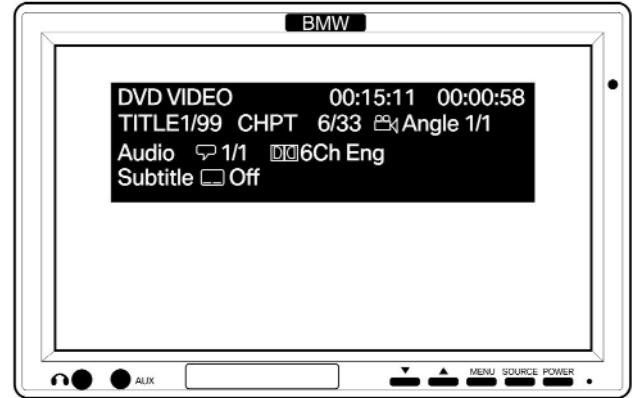 BMW
DVD VIDEO 00:15:11 00:00:58
TITLE1/99 CHPT 6/33 Angle 1/1
Audio 1/1 6Ch Eng
Subtitle Off
AUX MENU SOURCE POWER